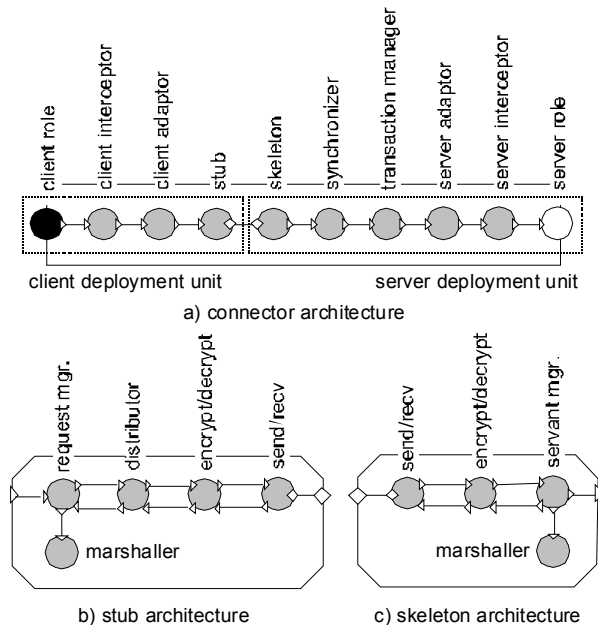 client role
client interceptor
client adaptor
stub
skeleton
synchronizer
transaction manager
server adaptor
server interceptor
server role
client deployment unit
server deployment unit
a) connector architecture
request mgr.
distributor
encrypt/decrypt
send/recv
marshaller
b) stub architecture
send/recv
encrypt/decrypt
servant mgr.
marshaller
c) skeleton architecture